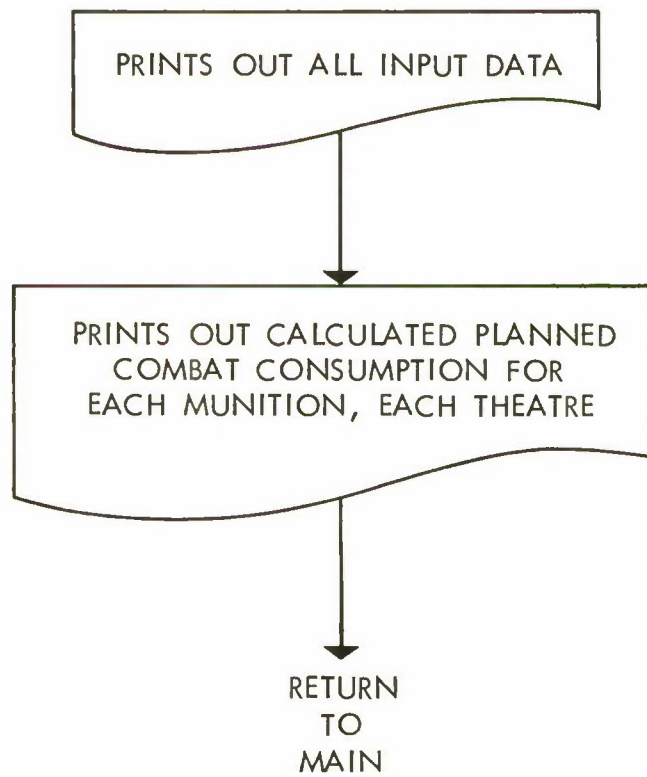 PRINTS OUT ALL INPUT DATA
PRINTS OUT CALCULATED PLANNED
COMBAT CONSUMPTION FOR
EACH MUNITION, EACH THEATRE
RETURN
TO
MAIN